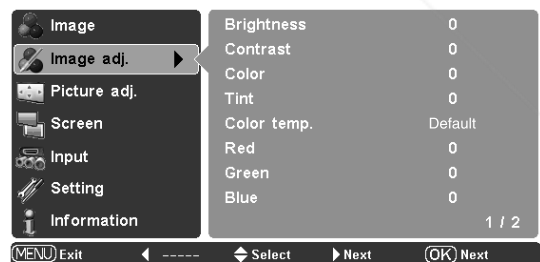 Image
Image adj.
Picture adj.
Screen
Input
Setting
Information
Brightness 0
Contrast 0
Color 0
Tint 0
Color temp. Default
Red 0
Green 0
Blue 0
1 / 2
MENU Exit ----- Select Next OK Next